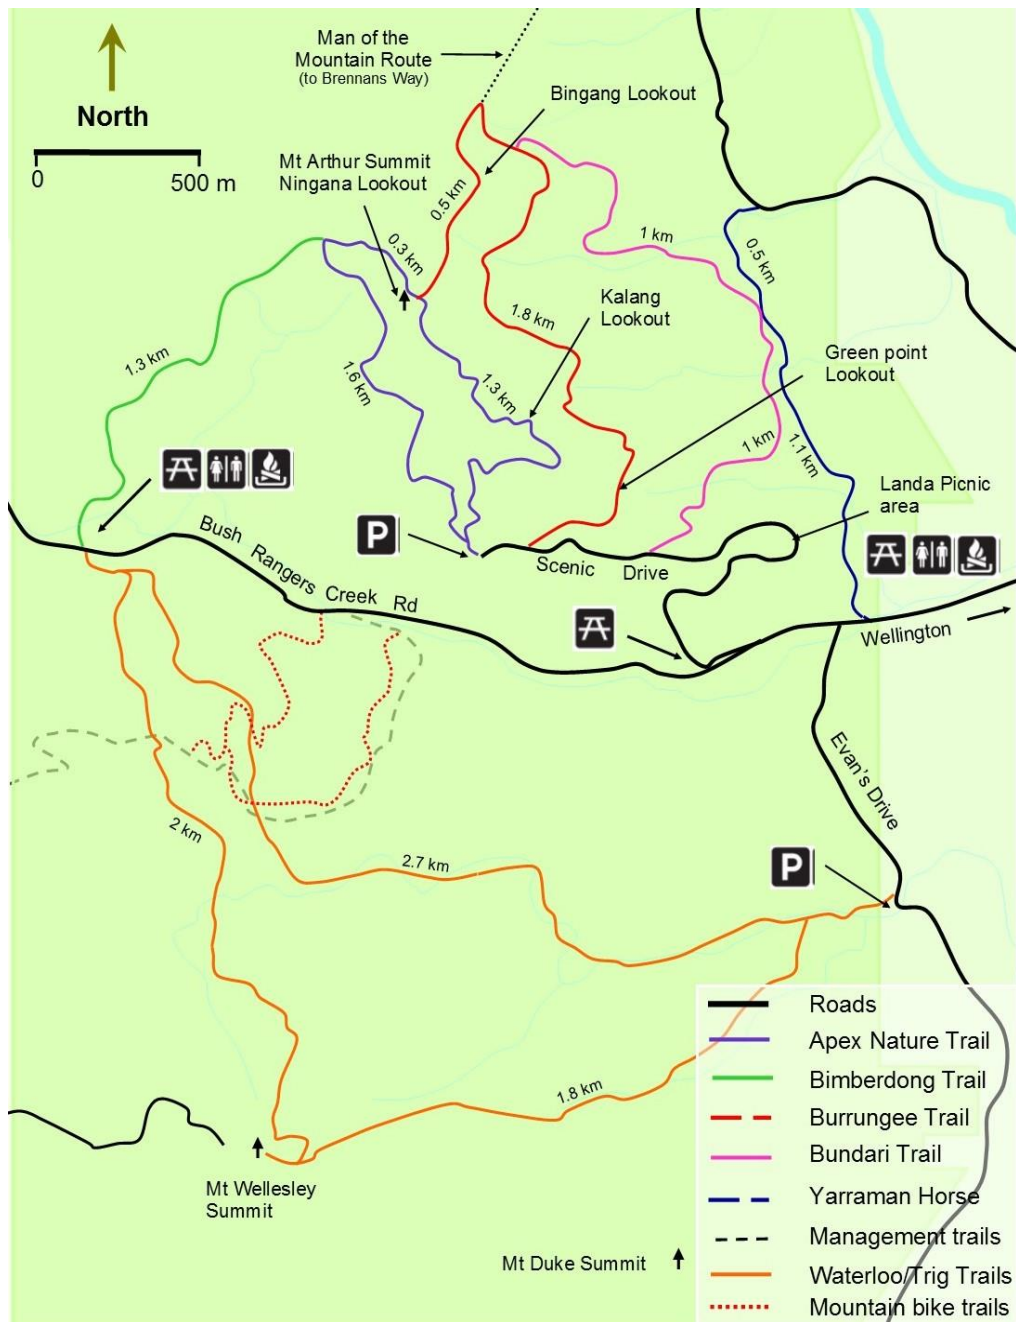 Man of the
Mountain Route
(to Brennans Way)
North
0
500 m
Bingang Lookout
Mt Arthur Summit
Ningana Lookout
0.5 km
0.3 km
1 km
0.5 km
Kalang
Lookout
1.8 km
1.3 km
1.6 km
1.3 km
Green point
Lookout
1 km
1.1 km
Landa Picnic
area
P
Bush Rangers Creek Rd
Scenic Drive
Wellington
Evan's Drive
2 km
2.7 km
P
1.8 km
Mt Wellesley
Summit
Mt Duke Summit
Roads
Apex Nature Trail
Bimberdong Trail
Burrungee Trail
Bundari Trail
Yarraman Horse
Management trails
Waterloo/Trig Trails
Mountain bike trails